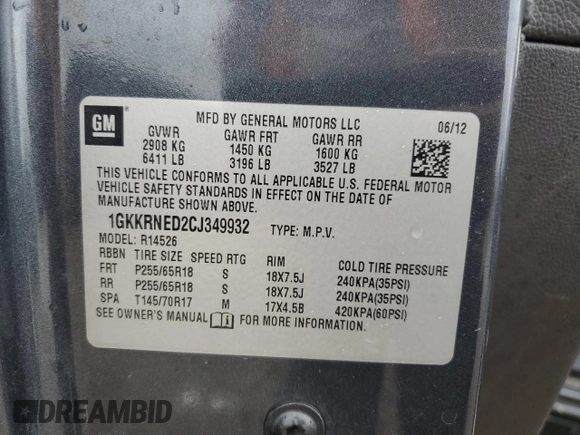 GM
MFD BY GENERAL MOTORS LLC 06/12
GVWR GAWR FRT GAWR RR
2908 KG 1450 KG 1600 KG
6411 LB 3196 LB 3527 LB
THIS VEHICLE CONFORMS TO ALL APPLICABLE U.S. FEDERAL MOTOR
VEHICLE SAFETY STANDARDS IN EFFECT ON THE DATE OF
MANUFACTURE SHOWN ABOVE.
1GKKRNED2CJ349932 TYPE: M.P.V.
MODEL: R14526
RBBN TIRE SIZE SPEED RTG RIM COLD TIRE PRESSURE
FRT P255/65R18 S 18X7.5J 240KPA(35PSI)
RR P255/65R18 S 18X7.5J 240KPA(35PSI)
SPA T145/70R17 M 17X4.5B 420KPA(60PSI)
SEE OWNER'S MANUAL FOR MORE INFORMATION.
DREAMBID